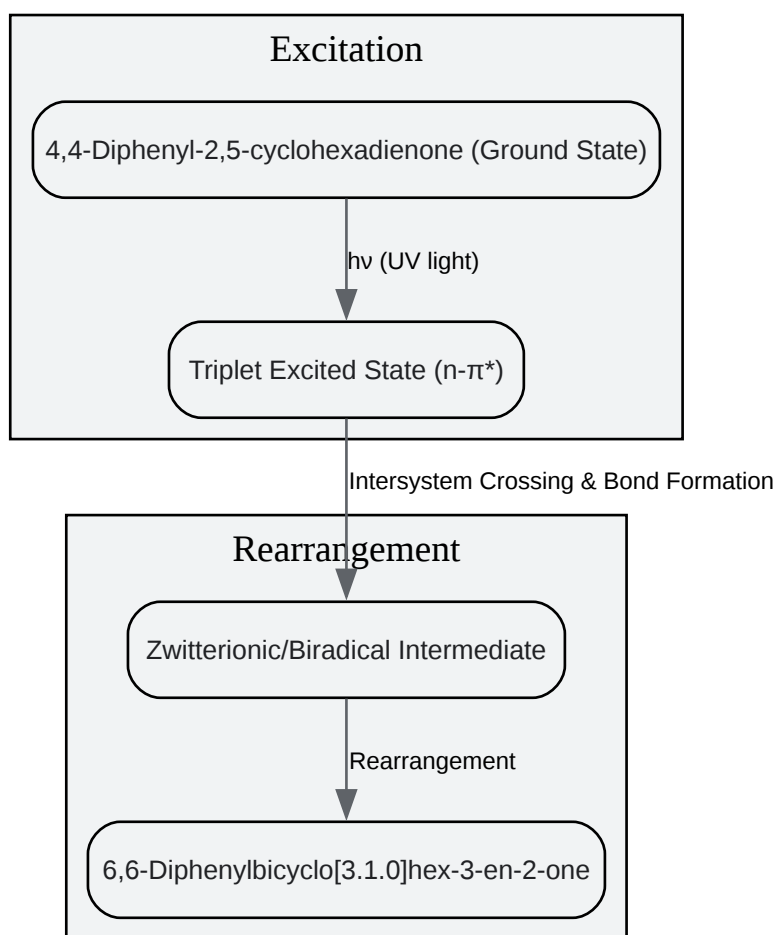 Excitation
4,4-Diphenyl-2,5-cyclohexadienone (Ground State)
hν (UV light)
Triplet Excited State (n-π*)
Intersystem Crossing & Bond Formation
Rearrangement
Zwitterionic/Biradical Intermediate
Rearrangement
6,6-Diphenylbicyclo[3.1.0]hex-3-en-2-one